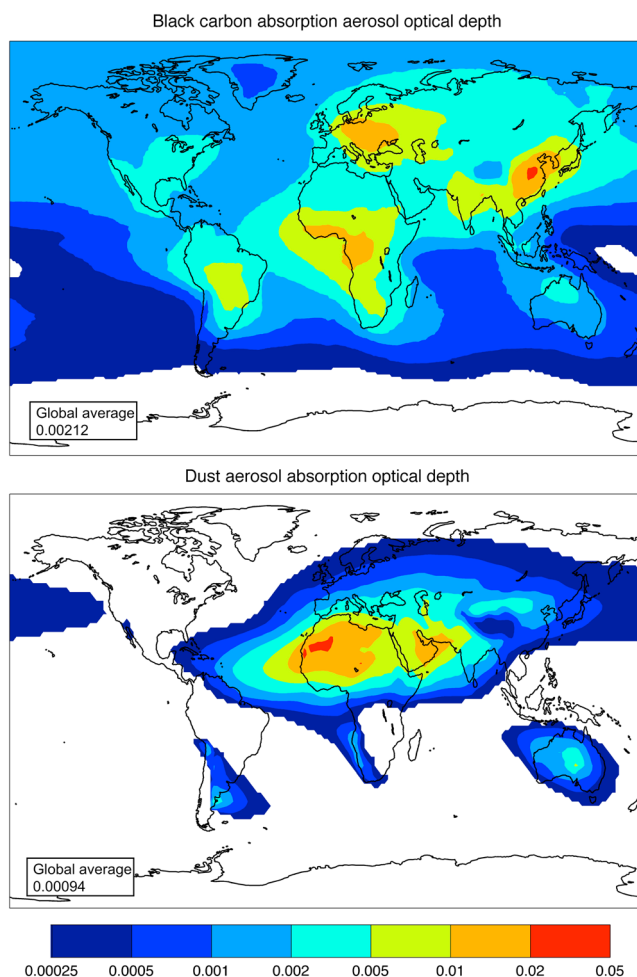 Black carbon absorption aerosol optical depth
Global average
0.00212
Dust aerosol absorption optical depth
Global average
0.00094
0.00025 0.0005 0.001 0.002 0.005 0.01 0.02 0.05